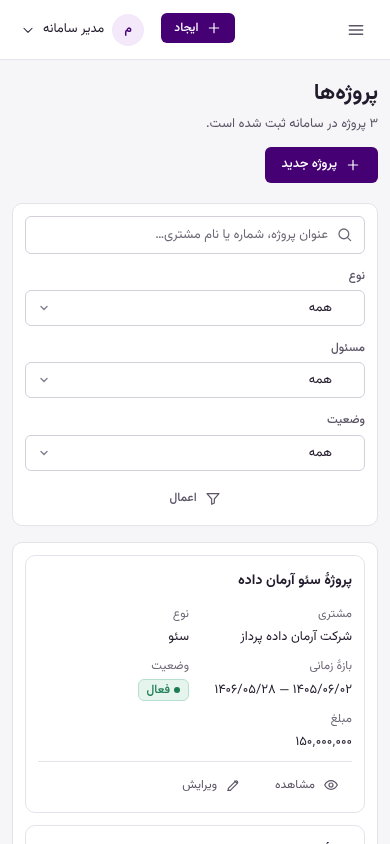 ایجاد
م
مدیر سامانه
پروژه‌ها
۳ پروژه در سامانه ثبت شده است.
پروژه جدید
عنوان پروژه، شماره یا نام مشتری...
نوع
همه
مسئول
همه
وضعیت
همه
اعمال
پروژهٔ سئو آرمان داده
مشتری
شرکت آرمان داده پرداز
نوع
سئو
بازهٔ زمانی
۱۴۰۵/۰۶/۰۲ — ۱۴۰۶/۰۵/۲۸
وضعیت
فعال
مبلغ
۱۵۰,۰۰۰,۰۰۰
مشاهده
ویرایش